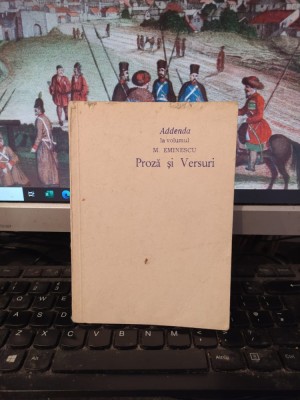 Addenda
la volumul
M. EMINESCU
Proză și Versuri